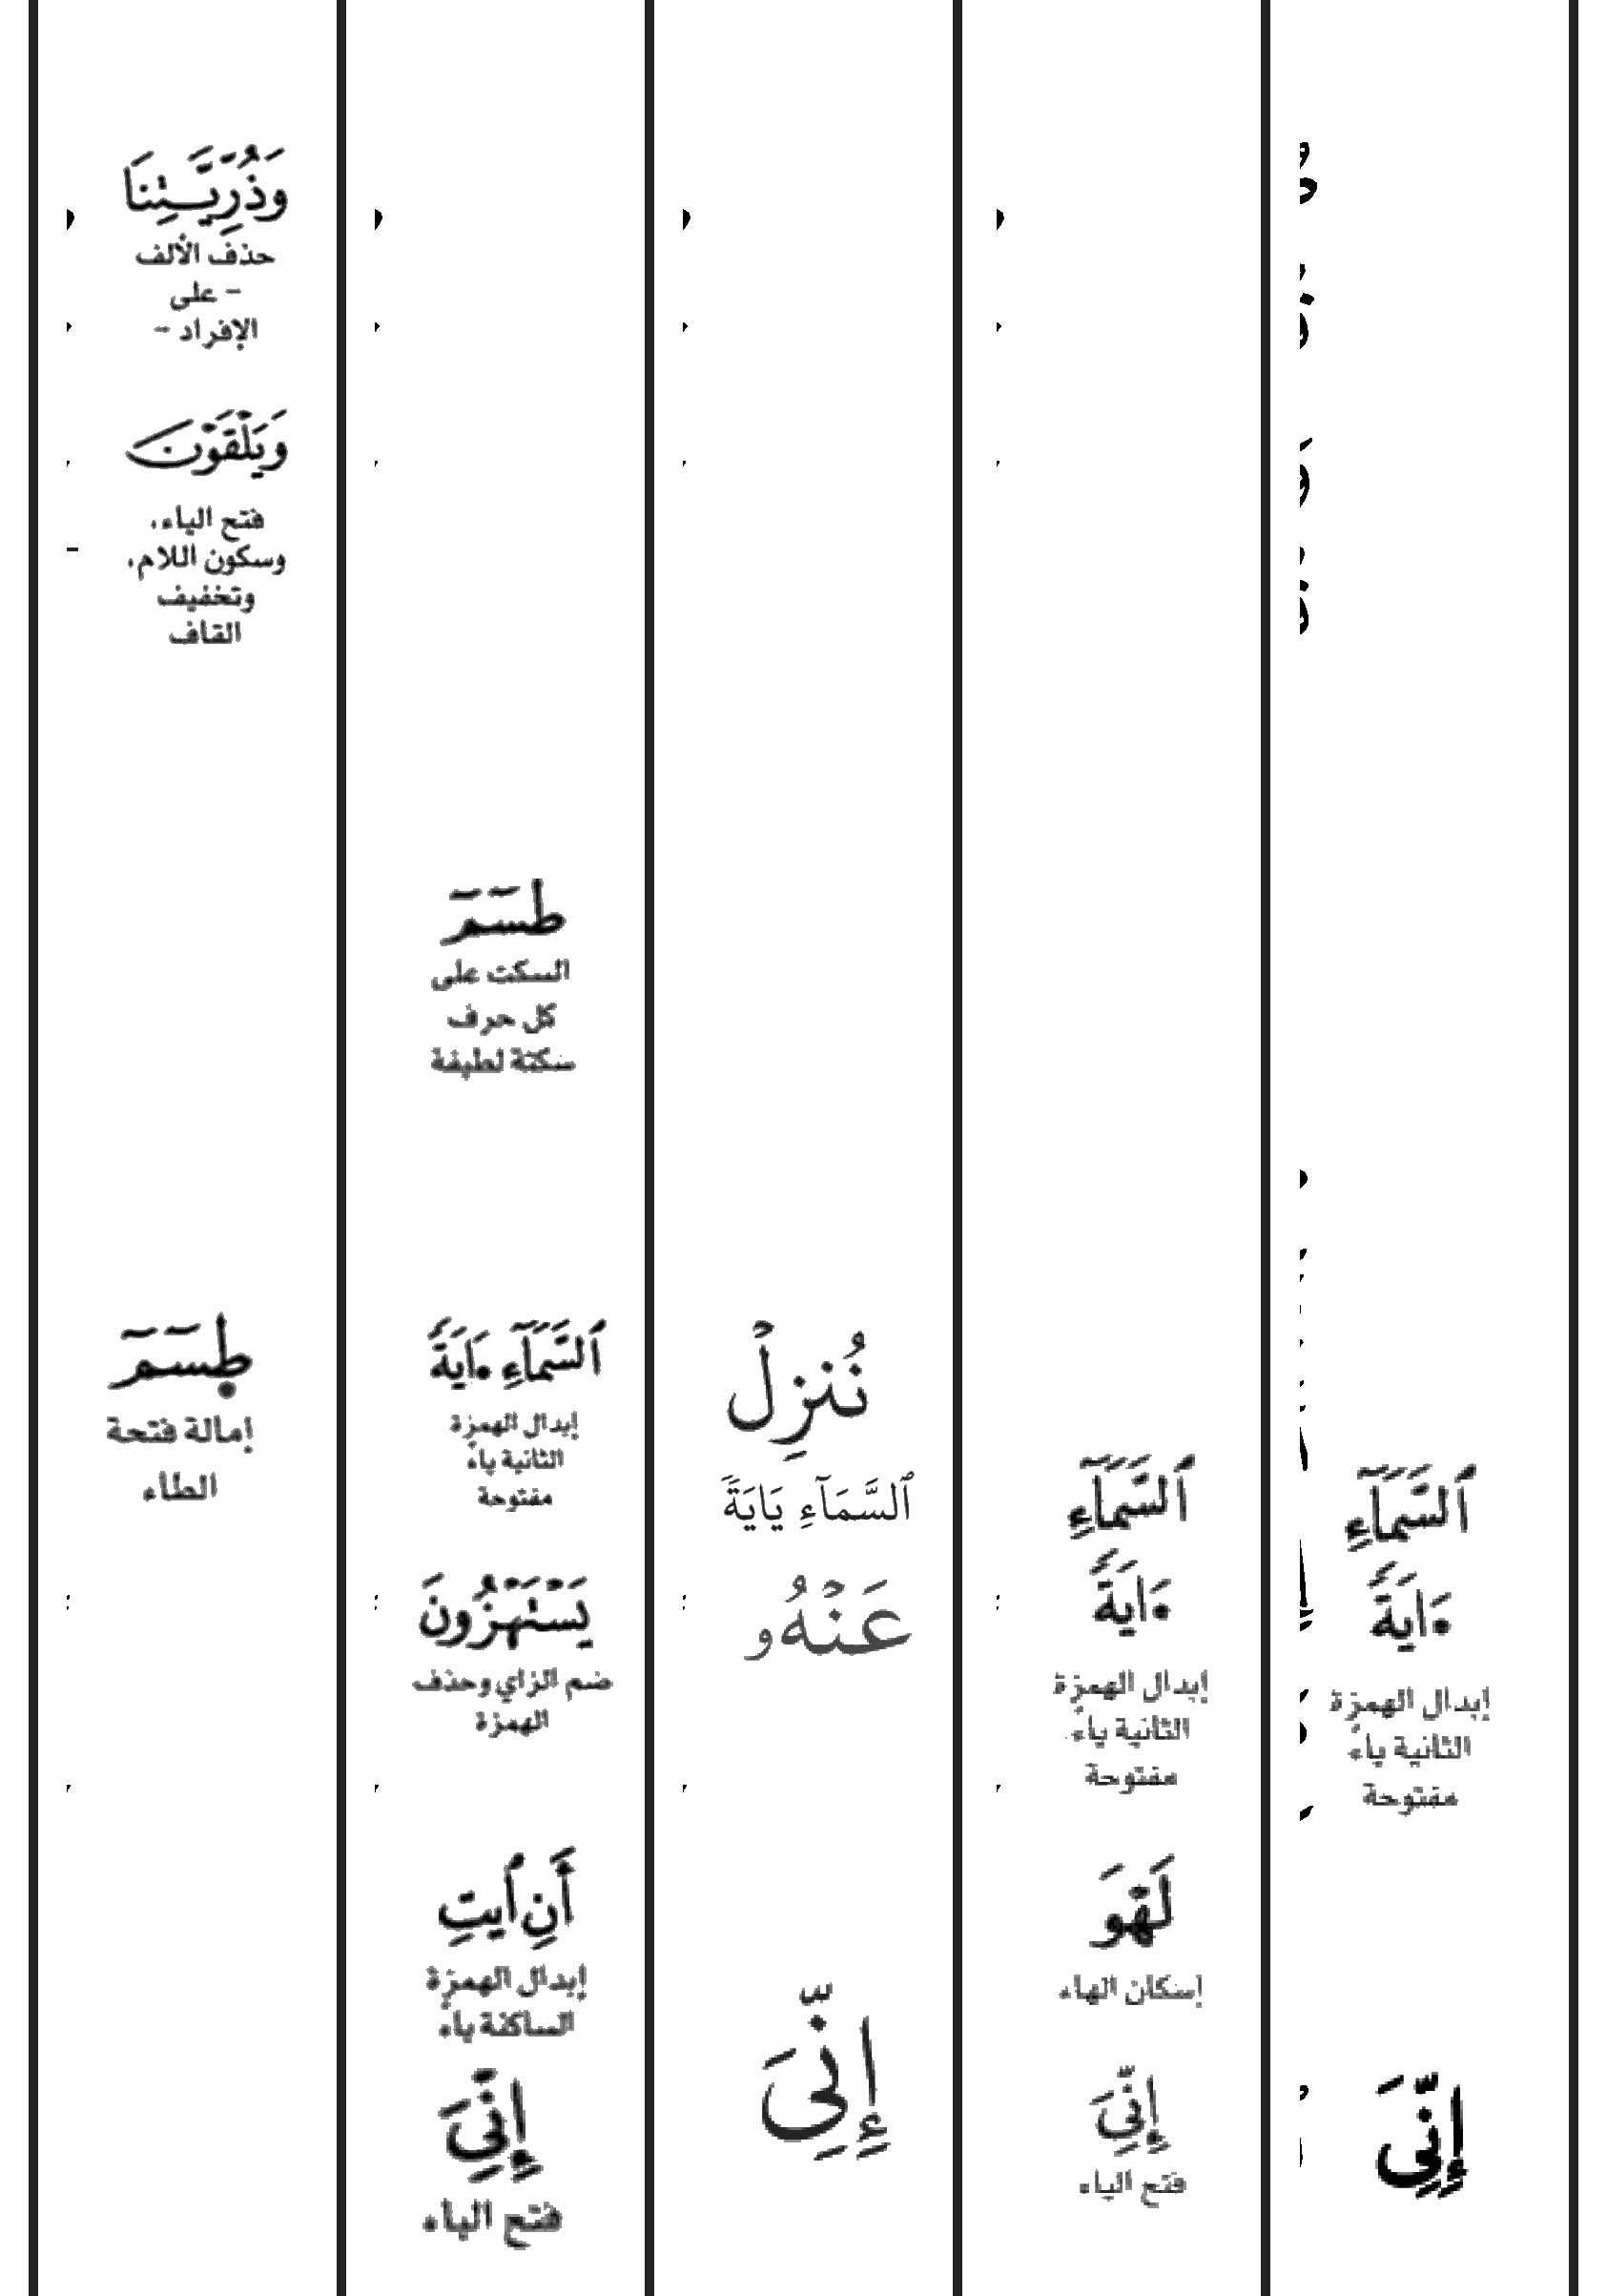 ٱلسَّمَآءِ
ءَايَةً
إبدال الهمزة
الثانية ياءً
مفتوحة
إِنِّىَ
ٱلسَّمَآءِ
ءَايَةً
إبدال الهمزة
الثانية ياءً
مفتوحة
لَهْوَ
إسكان الهاء
إِنِّىَ
فتح الياء
نُنزِلْ
ٱلسَّمَآءِ يَايَةً
عَنْهُو
إِنِّىَ
طسٓمٓ
السكت على
كل حرف
سكتة لطيفة
ٱلسَّمَآءِ ءَايَةً
إبدال الهمزة
الثانية ياءً
مفتوحة
يَسْتَهْزُونَ
ضم الزاي وحذف
الهمزة
أَنِ ٱيتِ
إبدال الهمزة
الساكنة ياءً
إِنِّىَ
فتح الياء
وَذُرِّيَّتِنَا
حذف الألف
- على
الإفراد -
وَيَلْقَوْنَ
فتح الياء،
وسكون اللام،
وتخفيف
القاف
طسٓمٓ
إمالة فتحة
الطاء